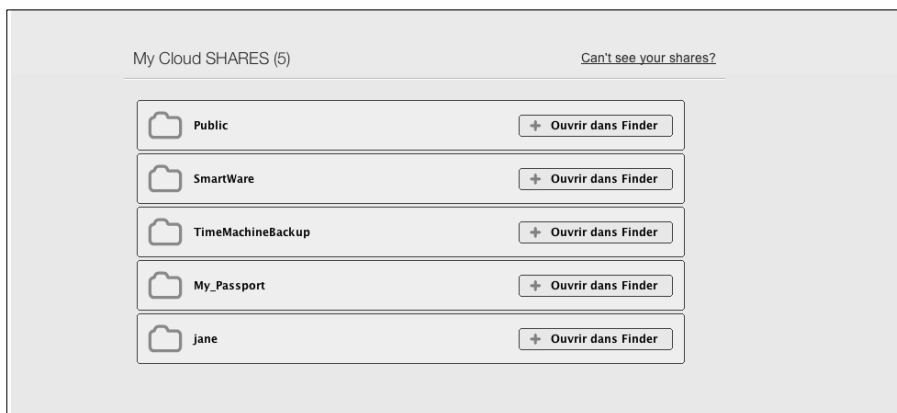 My Cloud SHARES (5) Can't see your shares?
Public + Ouvrir dans Finder
SmartWare + Ouvrir dans Finder
TimeMachineBackup + Ouvrir dans Finder
My_Passport + Ouvrir dans Finder
jane + Ouvrir dans Finder